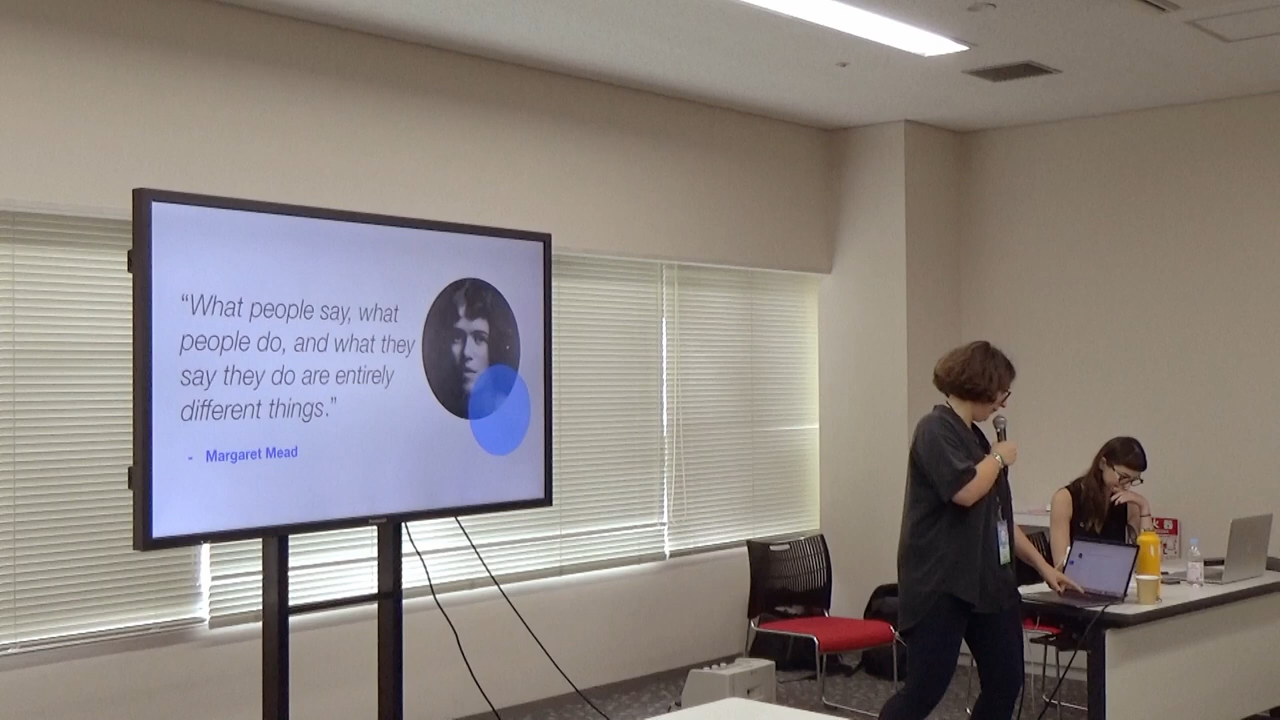 “What people say, what
people do, and what they
say they do are entirely
different things.”
- Margaret Mead